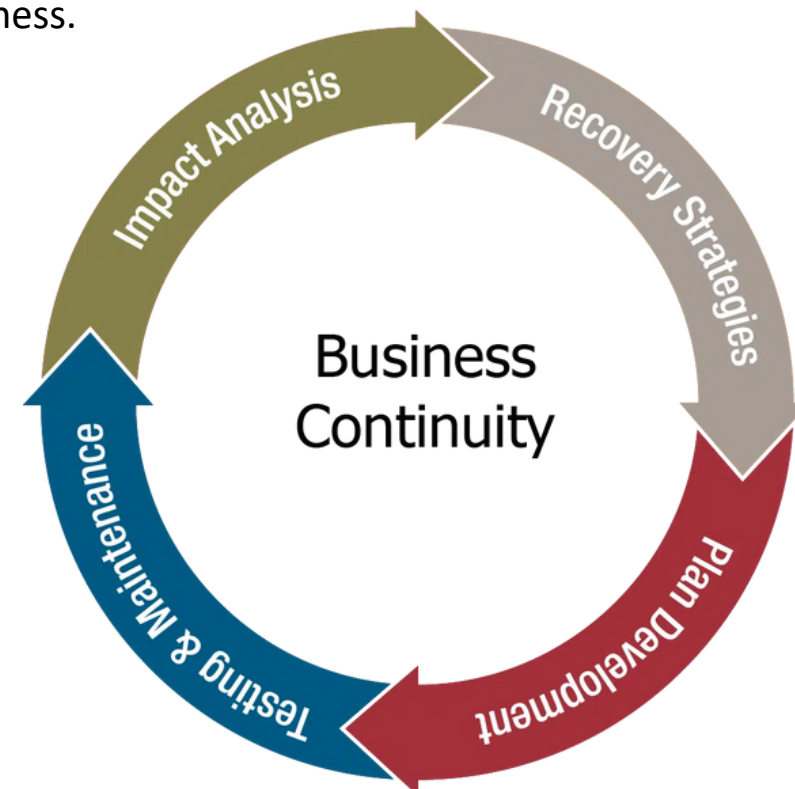 ness.
Impact Analysis
Recovery Strategies
Business
Continuity
Plan Development
Testing & Maintenance